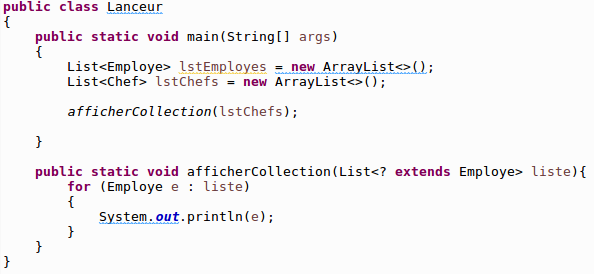 public class Lanceur
{
    public static void main(String[] args)
    {
        List<Employe> lstEmployes = new ArrayList<>();
        List<Chef> lstChefs = new ArrayList<>();

        afficherCollection(lstChefs);

    }

    public static void afficherCollection(List<? extends Employe> liste){
        for (Employe e : liste)
        {
            System.out.println(e);
        }
    }
}